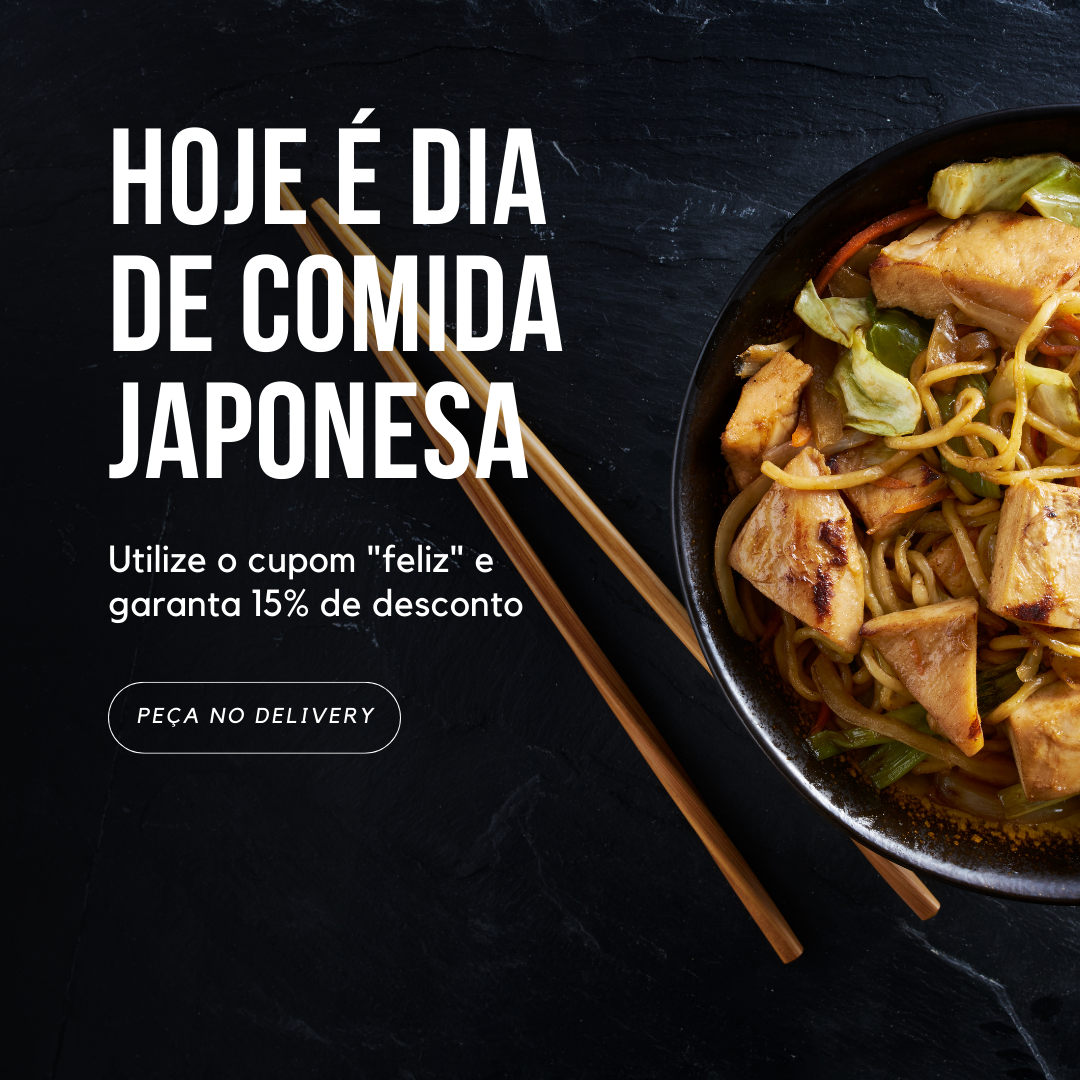 HOJE É DIA
DE COMIDA
JAPONESA
Utilize o cupom "feliz" e
garanta 15% de desconto
PEÇA NO DELIVERY